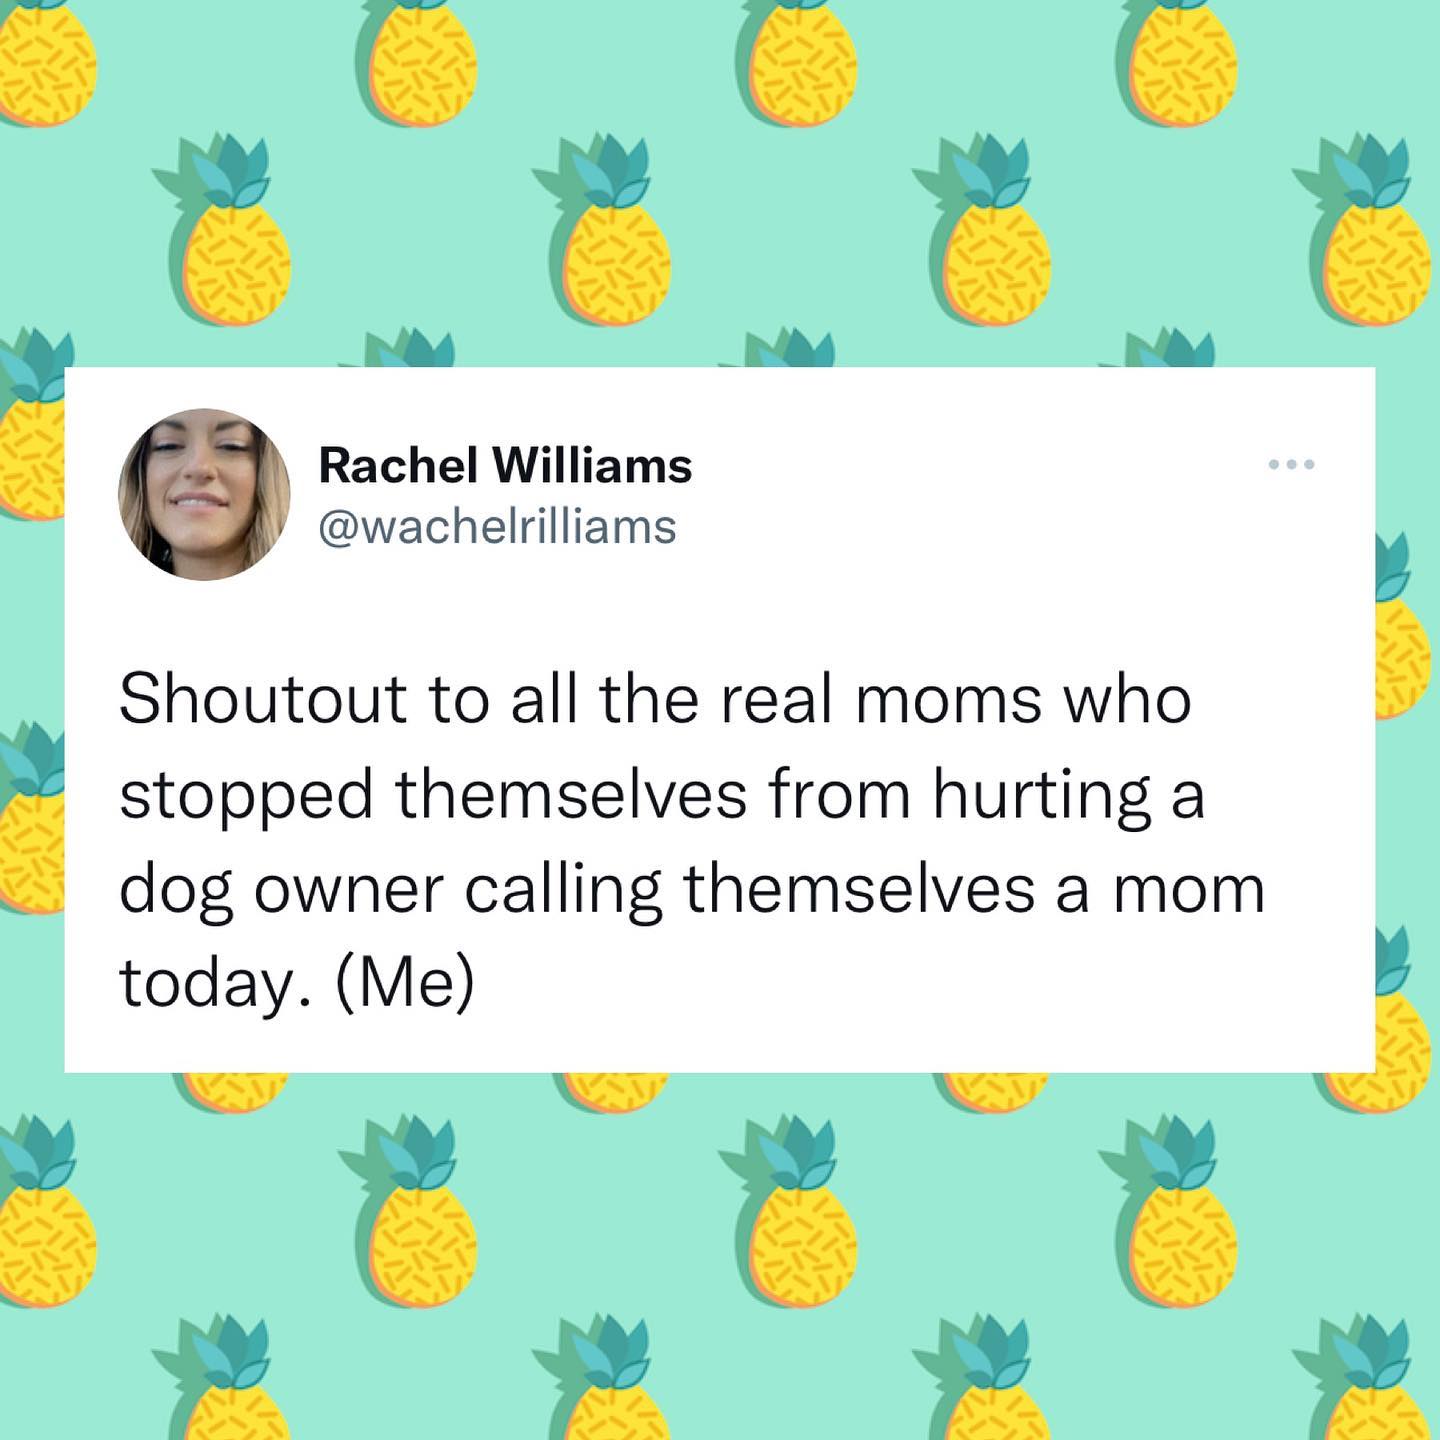 Rachel Williams
@wachelrilliams
Shoutout to all the real moms who
stopped themselves from hurting a
dog owner calling themselves a mom
today. (Me)